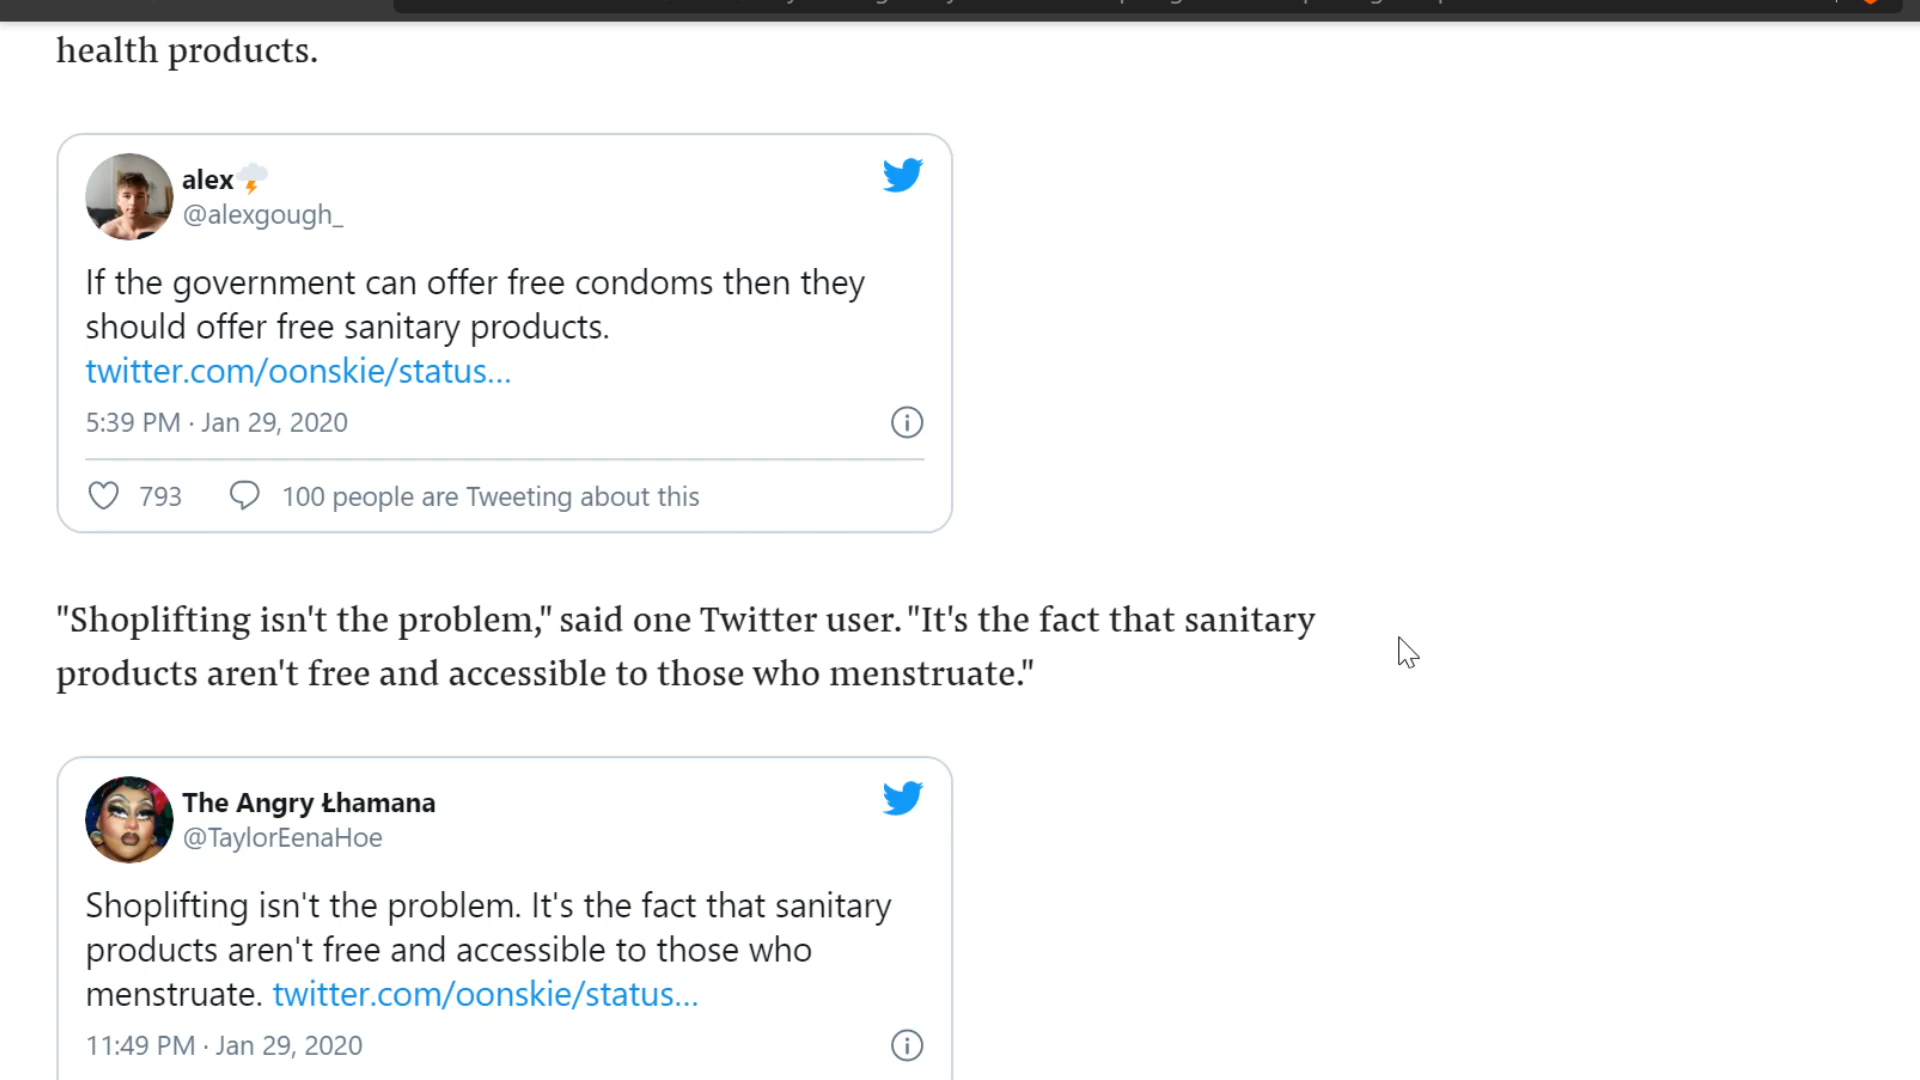 health products.
alex
@alexgough_
If the government can offer free condoms then they
should offer free sanitary products.
twitter.com/oonskie/status...
5:39 PM · Jan 29, 2020
793 100 people are Tweeting about this
"Shoplifting isn't the problem," said one Twitter user. "It's the fact that sanitary
products aren't free and accessible to those who menstruate."
The Angry Łhamana
@TaylorEenaHoe
Shoplifting isn't the problem. It's the fact that sanitary
products aren't free and accessible to those who
menstruate. twitter.com/oonskie/status...
11:49 PM · Jan 29, 2020